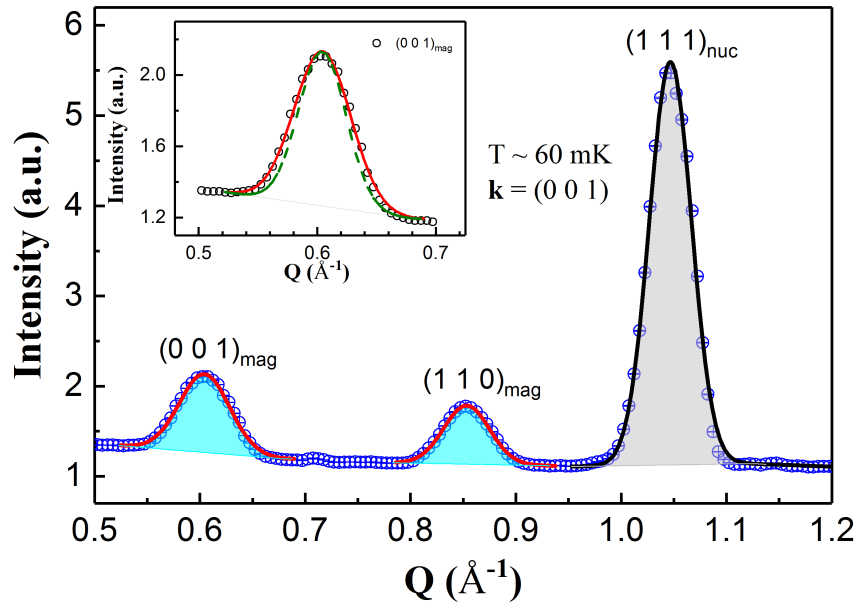 6
5
4
3
2
1
Intensity (a.u.)
2.0
1.6
1.2
Intensity (a.u.)
(0 0 1)mag
0.5 0.6 0.7
Q (Å-1)
(1 1 1)nuc
T ~ 60 mK
k = (0 0 1)
(0 0 1)mag
(1 1 0)mag
0.5 0.6 0.7 0.8 0.9 1.0 1.1 1.2
Q (Å-1)